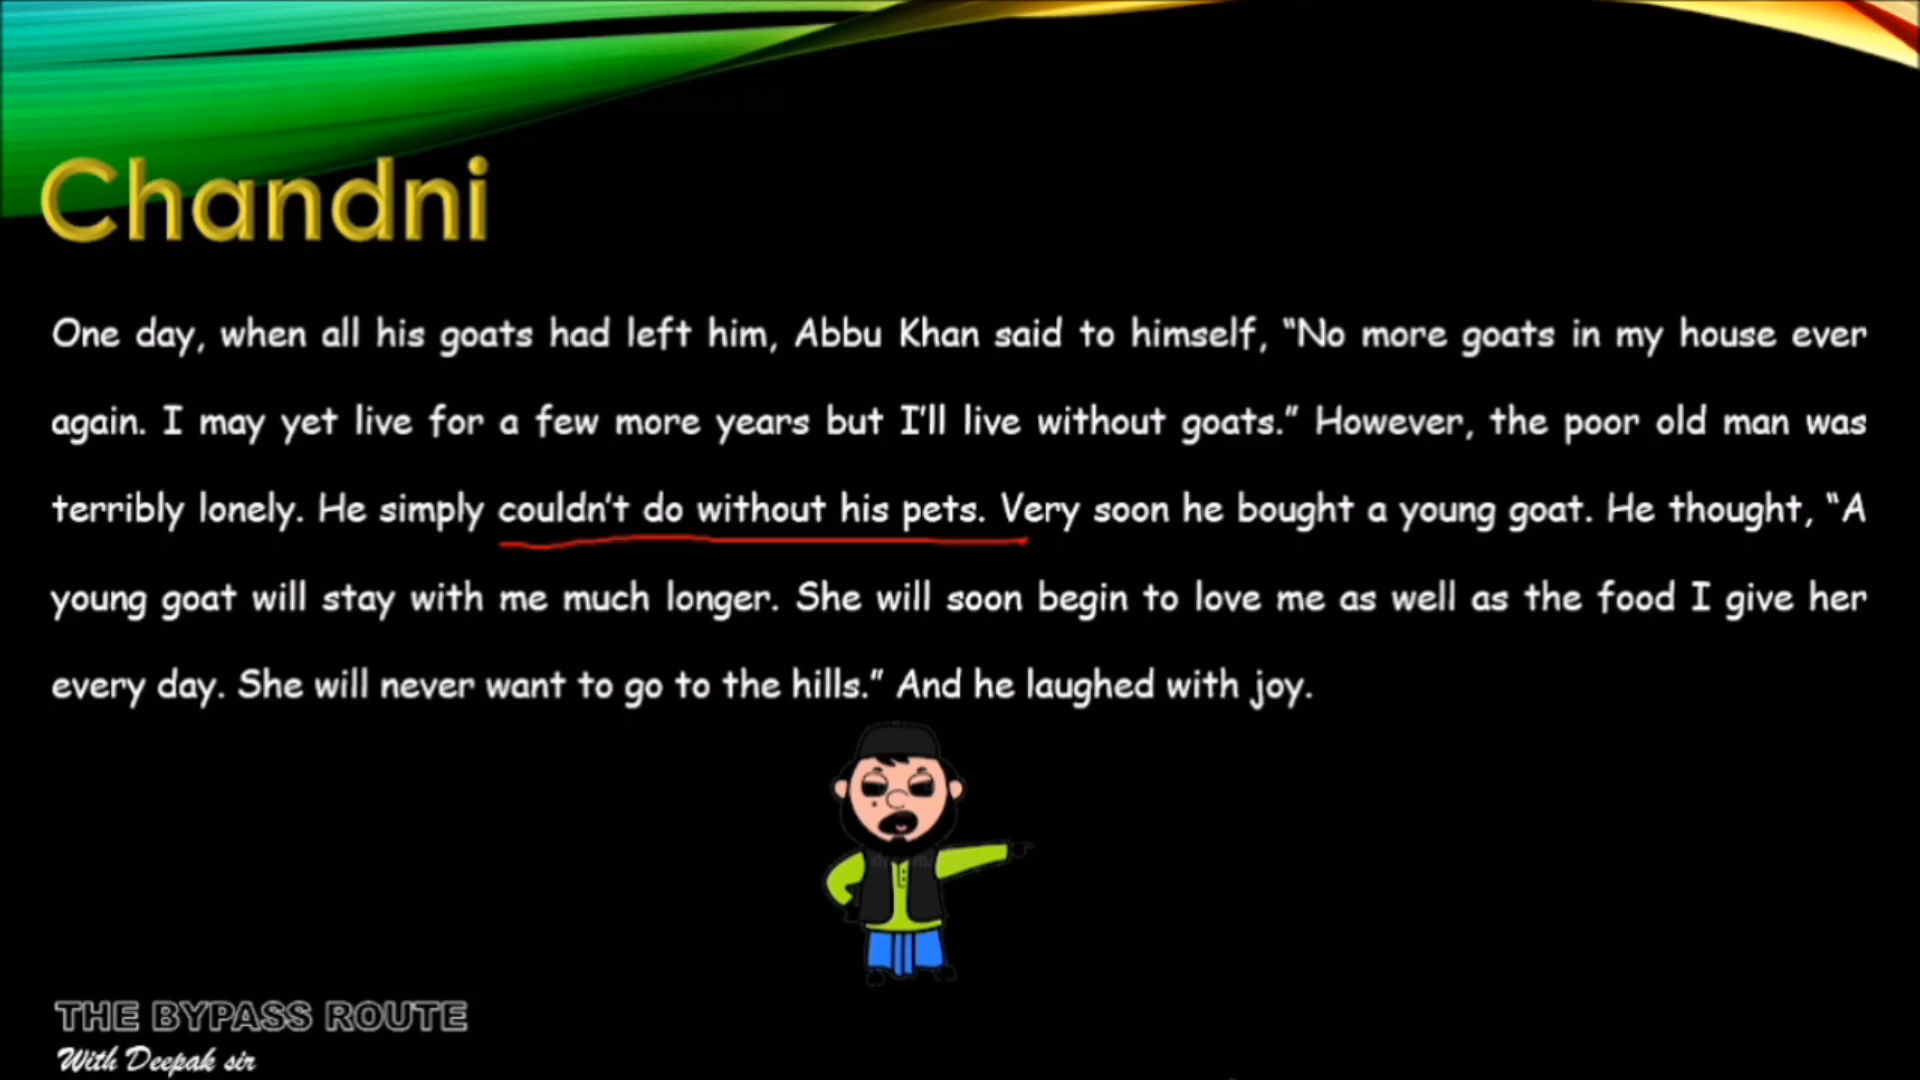 Chandni
One day, when all his goats had left him, Abbu Khan said to himself, “No more goats in my house ever
again. I may yet live for a few more years but I’ll live without goats.” However, the poor old man was
terribly lonely. He simply couldn’t do without his pets. Very soon he bought a young goat. He thought, “A
young goat will stay with me much longer. She will soon begin to love me as well as the food I give her
every day. She will never want to go to the hills.” And he laughed with joy.
THE BYPASS ROUTE
With Deepak sir